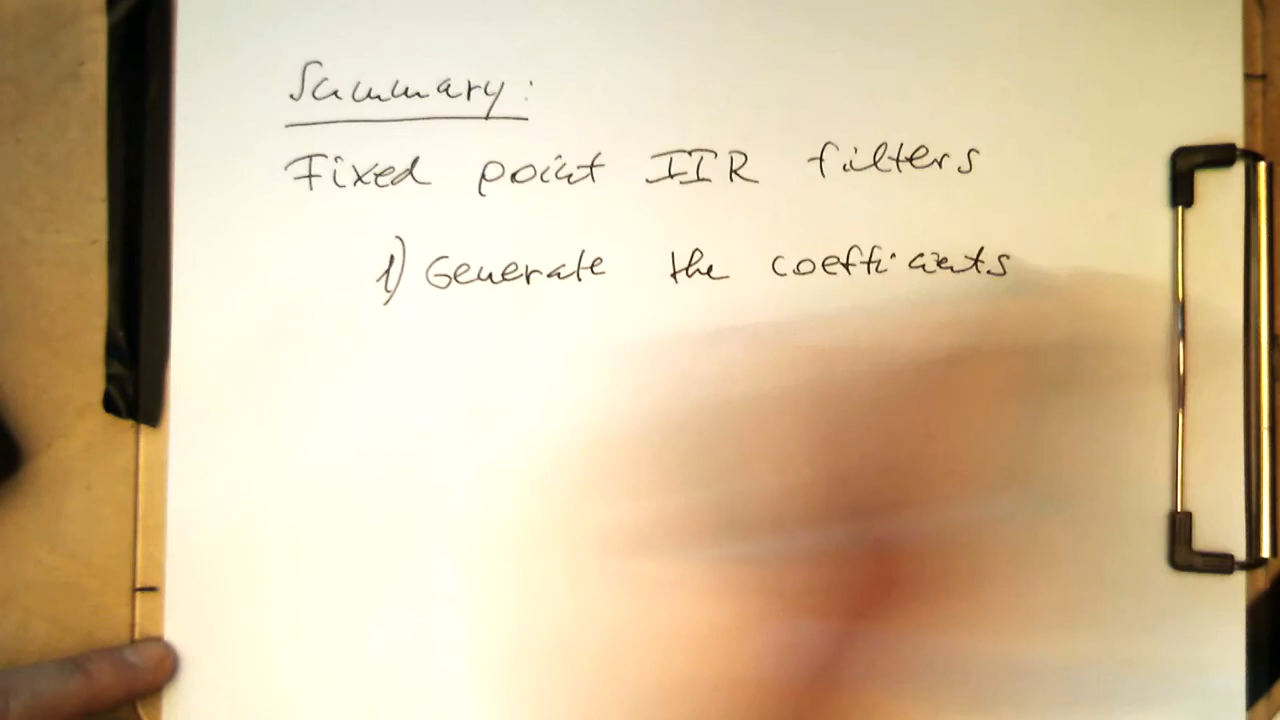 Summary:
Fixed point IIR filters
1) Generate the coefficients